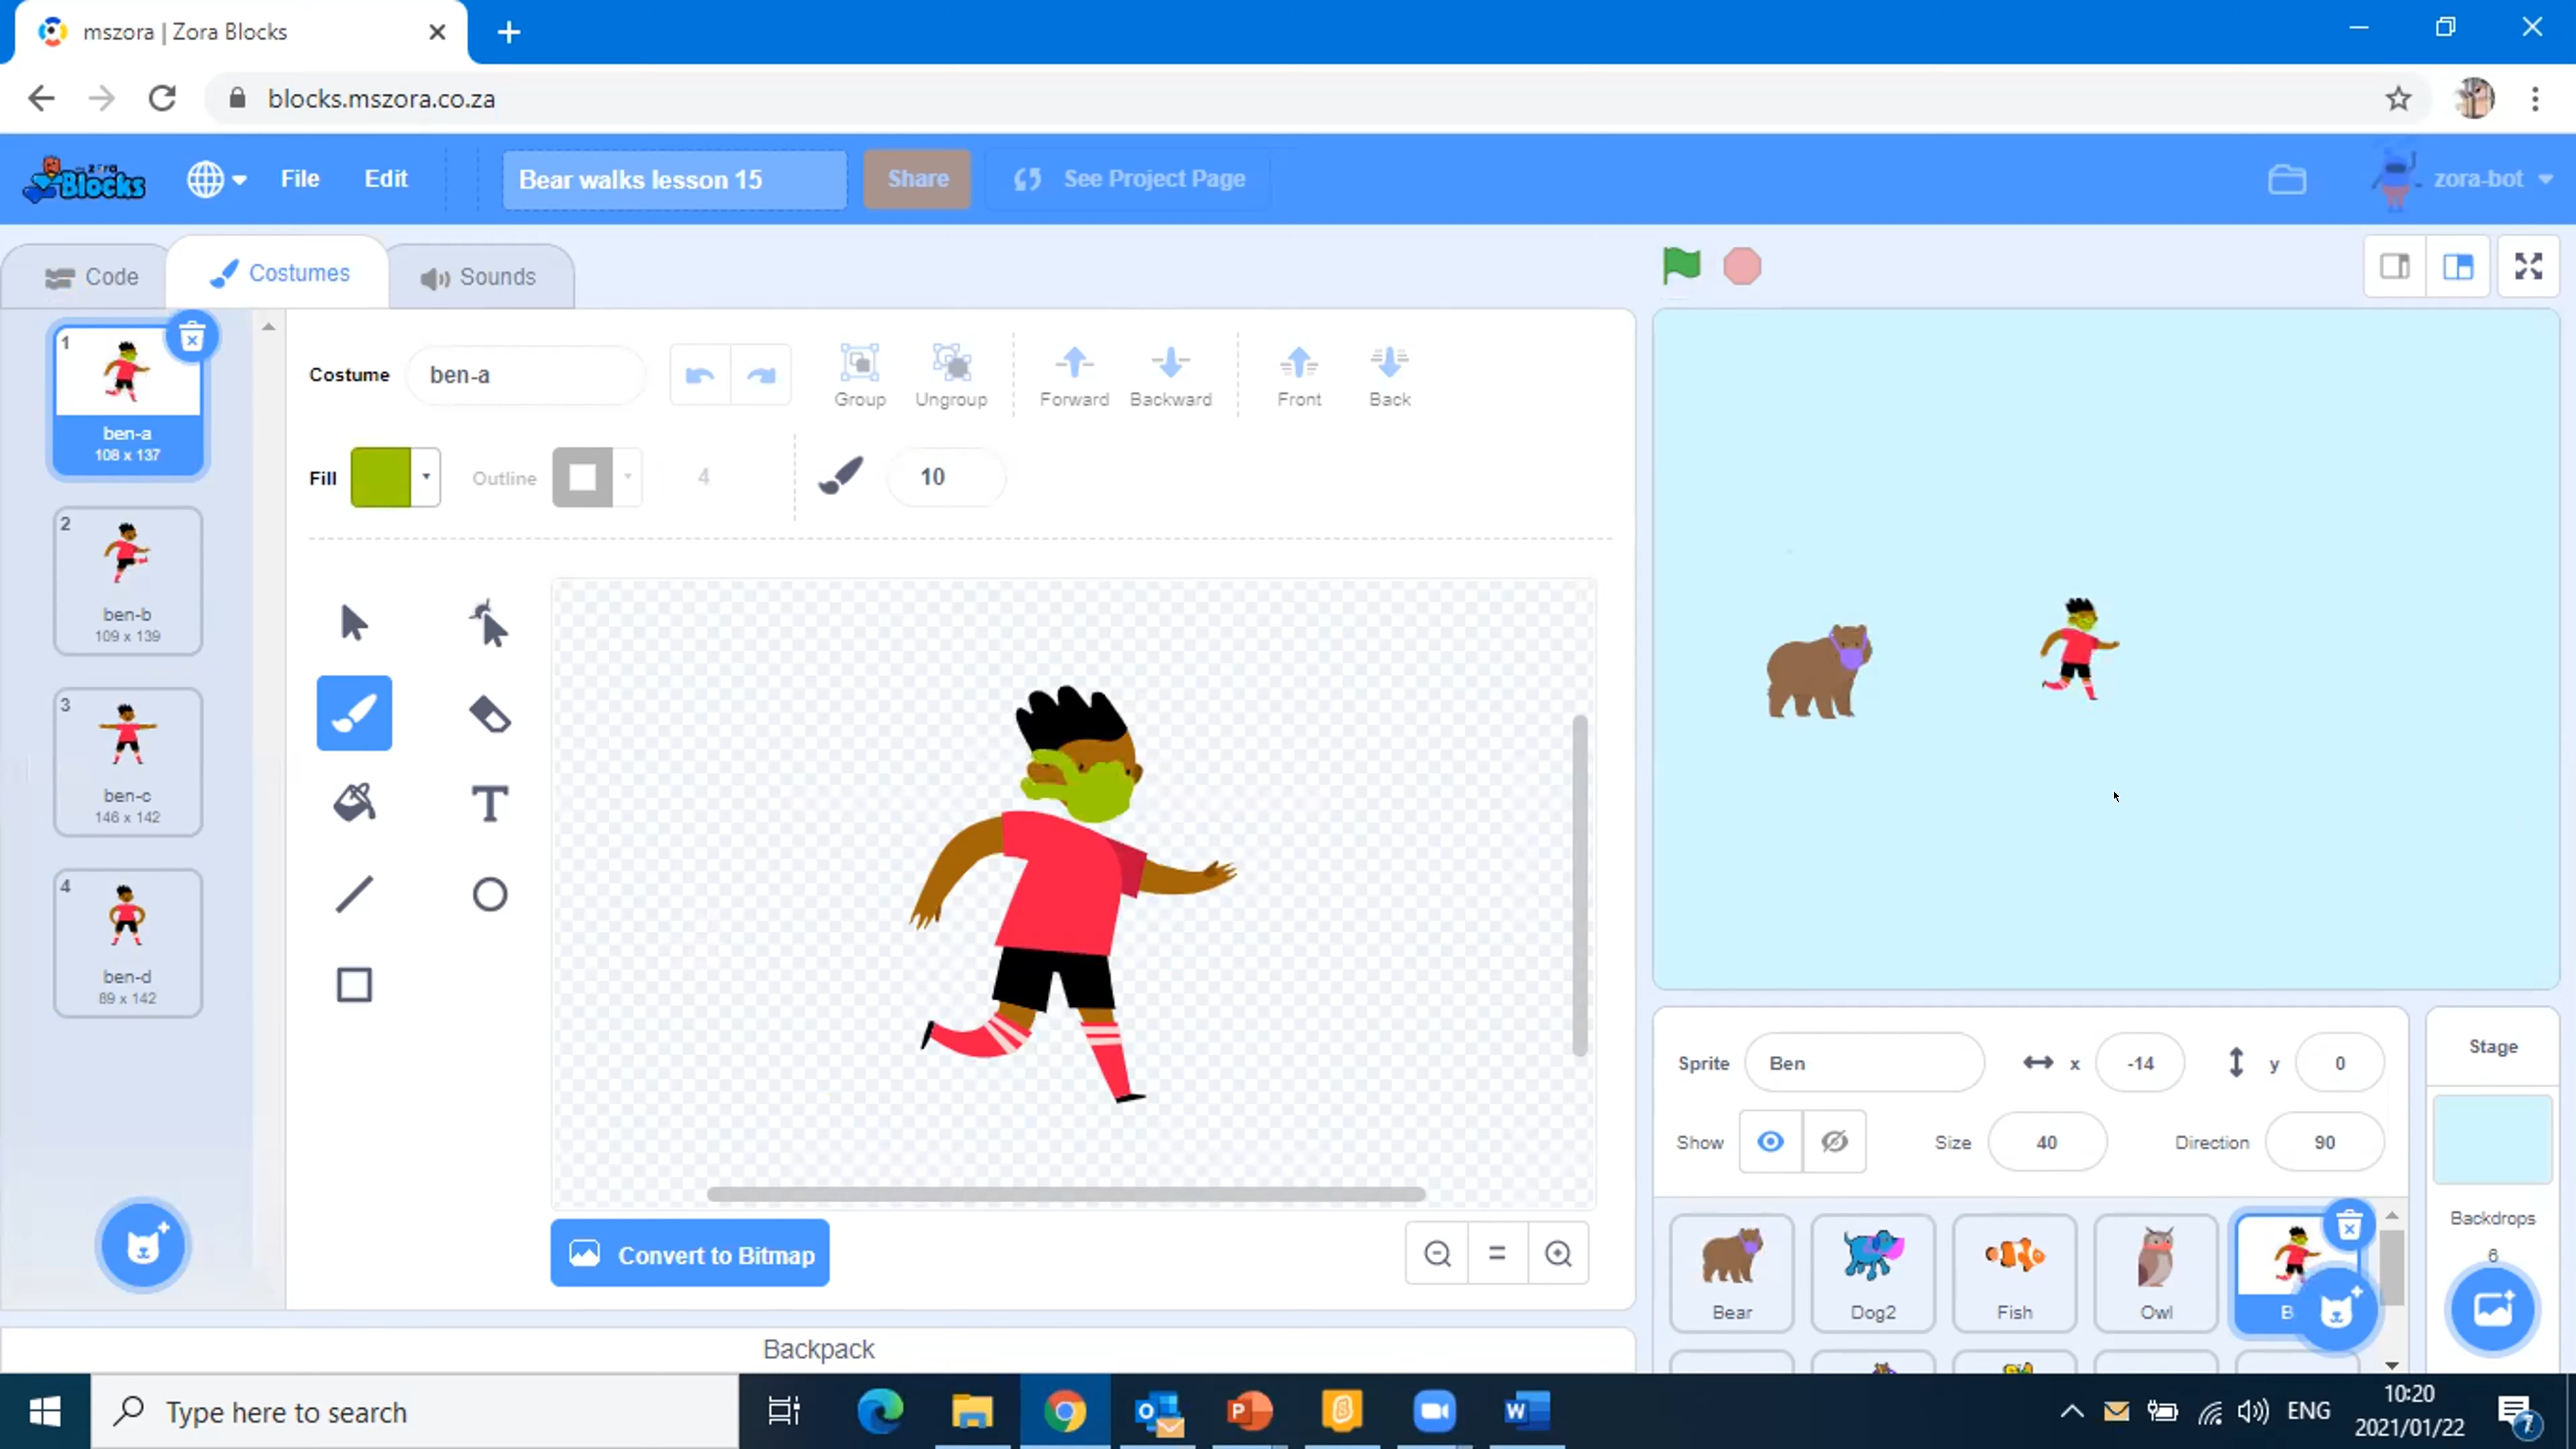 mszora | Zora Blocks
blocks.mszora.co.za
Blocks
File
Edit
Bear walks lesson 15
Share
See Project Page
zora-bot
Code
Costumes
Sounds
1
ben-a
108 x 137
2
ben-b
109 x 139
3
ben-c
146 x 142
4
ben-d
89 x 142
Costume
ben-a
Group
Ungroup
Forward
Backward
Front
Back
Fill
Outline
4
10
T
Convert to Bitmap
Backpack
Sprite
Ben
x
-14
y
0
Show
Size
40
Direction
90
Stage
Backdrops
6
Bear
Dog2
Fish
Owl
Type here to search
ENG
10:20
2021/01/22
7